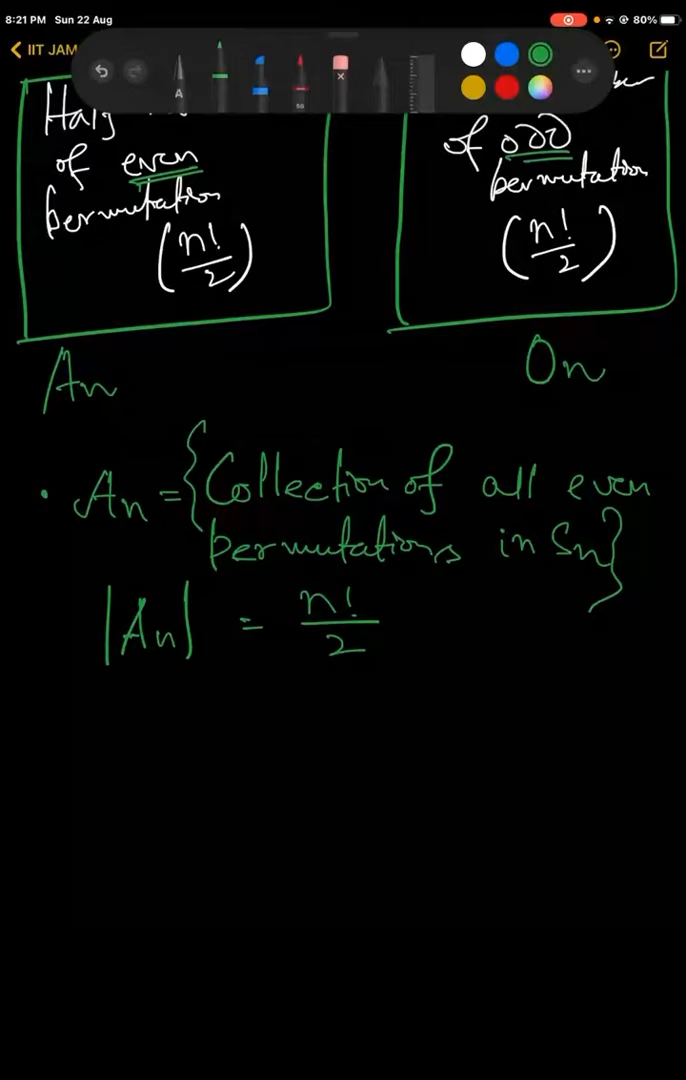 8:21 PM Sun 22 Aug
80%
IIT JAM
Half
of even
permutation
(n!/2)
of odd
permutation
(n!/2)
An
On
• An = {Collection of all even
permutations in Sn}
|An| = n!/2